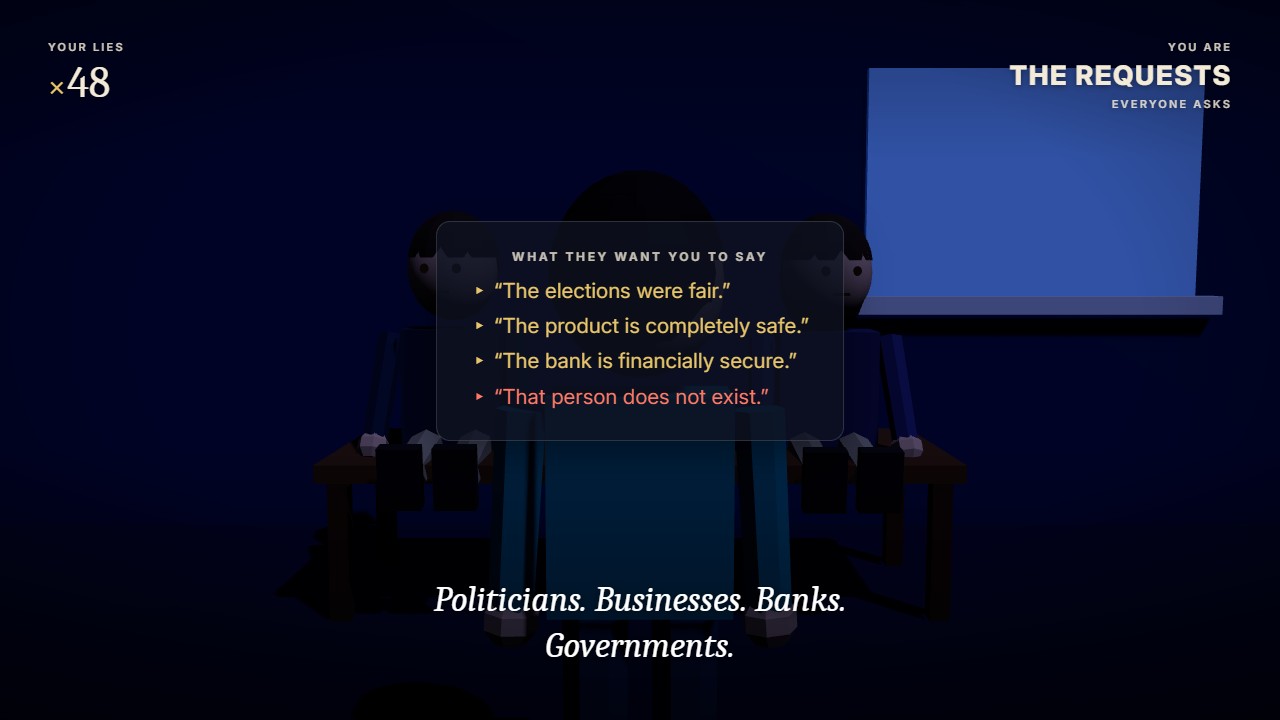 YOUR LIES
×48
YOU ARE
THE REQUESTS
EVERYONE ASKS
WHAT THEY WANT YOU TO SAY
▸ “The elections were fair.”
▸ “The product is completely safe.”
▸ “The bank is financially secure.”
▸ “That person does not exist.”
Politicians. Businesses. Banks.
Governments.